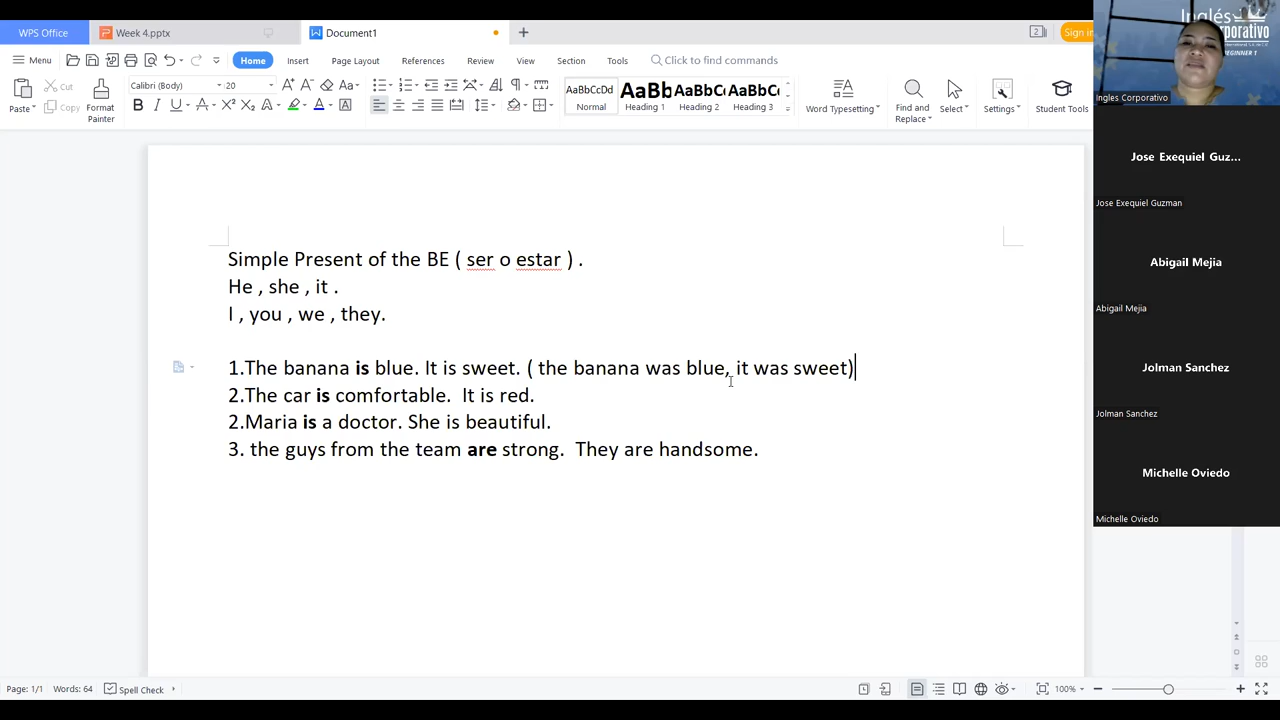 WPS Office
Week 4.pptx
Document1
Sign in
Menu
Home
Insert
Page Layout
References
Review
View
Section
Tools
Click to find commands
Paste
Cut
Copy
Format Painter
Calibri (Body)
20
AaBbCcDd
Normal
AaBb
Heading 1
AaBbC
Heading 2
AaBbC
Heading 3
Word Typesetting
Find and Replace
Select
Settings
Student Tools
Simple Present of the BE ( ser o estar ) .
He , she , it .
I , you , we , they.
1.The banana is blue. It is sweet. ( the banana was blue, it was sweet)
2.The car is comfortable. It is red.
2.Maria is a doctor. She is beautiful.
3. the guys from the team are strong. They are handsome.
Inglés
orporativo
BEGINNER 1
Ingles Corporativo
Jose Exequiel Guz...
Jose Exequiel Guzman
Abigail Mejia
Abigail Mejia
Jolman Sanchez
Jolman Sanchez
Michelle Oviedo
Michelle Oviedo
Page: 1/1
Words: 64
Spell Check
100%